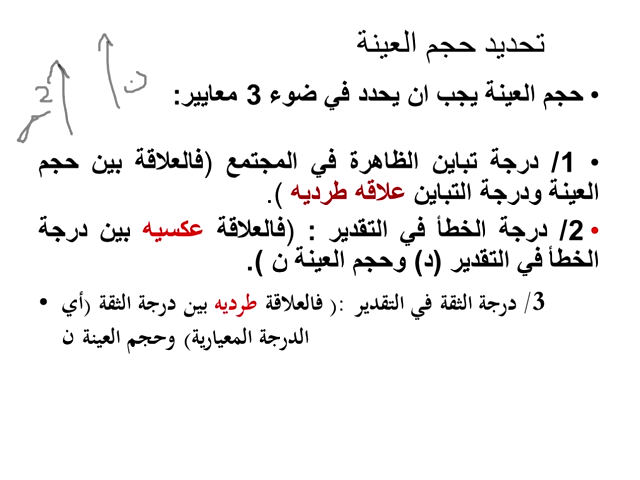 تحديد حجم العينة
• حجم العينة يجب ان يحدد في ضوء 3 معايير:
• 1/ درجة تباين الظاهرة في المجتمع (فالعلاقة بين حجم
العينة ودرجة التباين علاقه طرديه ).
• 2/ درجة الخطأ في التقدير : (فالعلاقة عكسيه بين درجة
الخطأ في التقدير (د) وحجم العينة ن ).
• 3/ درجة الثقة في التقدير :( فالعلاقة طرديه بين درجة الثقة (أي
الدرجة المعيارية) وحجم العينة ن
ن
2